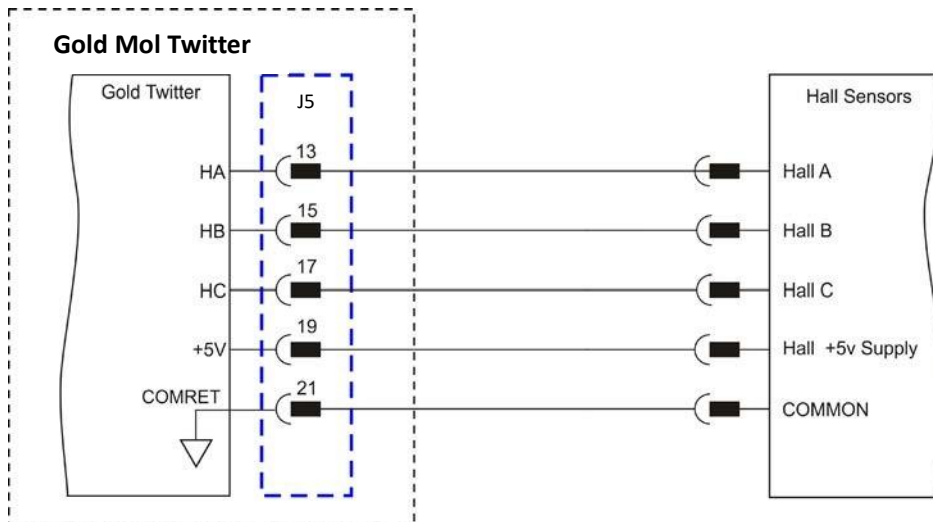 Gold Mol Twitter
Gold Twitter
J5
Hall Sensors
HA
13
Hall A
HB
15
Hall B
HC
17
Hall C
+5V
19
Hall +5v Supply
COMRET
21
COMMON